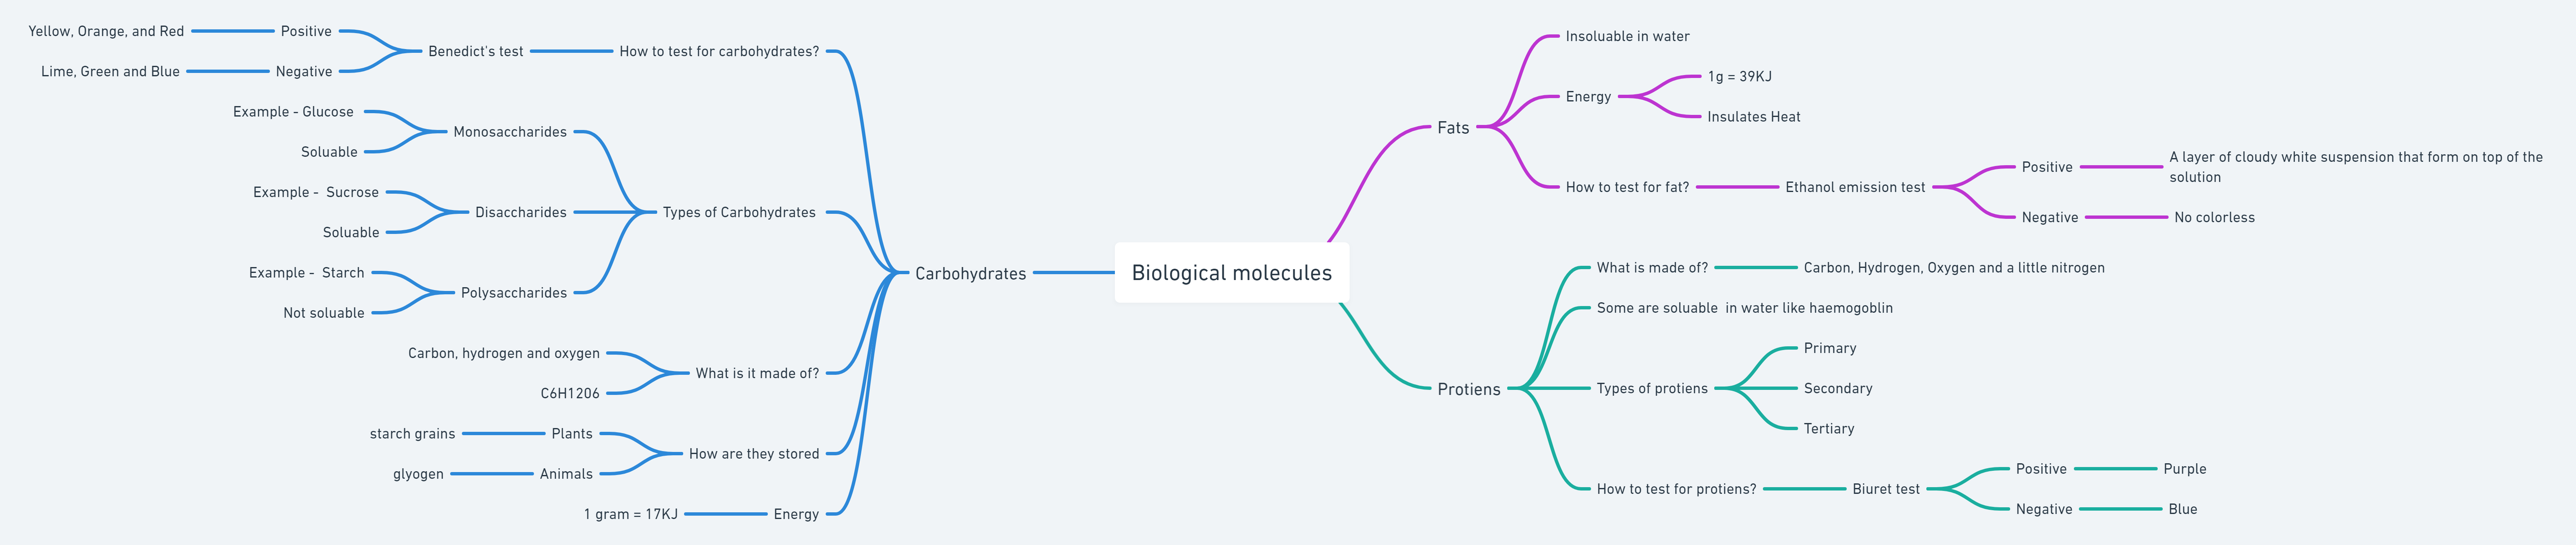 Biological molecules
Carbohydrates
How to test for carbohydrates?
Benedict's test
Positive
Yellow, Orange, and Red
Negative
Lime, Green and Blue
Types of Carbohydrates
Monosaccharides
Example - Glucose
Soluable
Disaccharides
Example -  Sucrose
Soluable
Polysaccharides
Example -  Starch
Not soluable
What is it made of?
Carbon, hydrogen and oxygen
C6H1206
How are they stored
Plants
starch grains
Animals
glyogen
Energy
1 gram = 17KJ
Fats
Insoluable in water
Energy
1g = 39KJ
Insulates Heat
How to test for fat?
Ethanol emission test
Positive
A layer of cloudy white suspension that form on top of the
solution
Negative
No colorless
Protiens
What is made of?
Carbon, Hydrogen, Oxygen and a little nitrogen
Some are soluable  in water like haemogoblin
Types of protiens
Primary
Secondary
Tertiary
How to test for protiens?
Biuret test
Positive
Purple
Negative
Blue